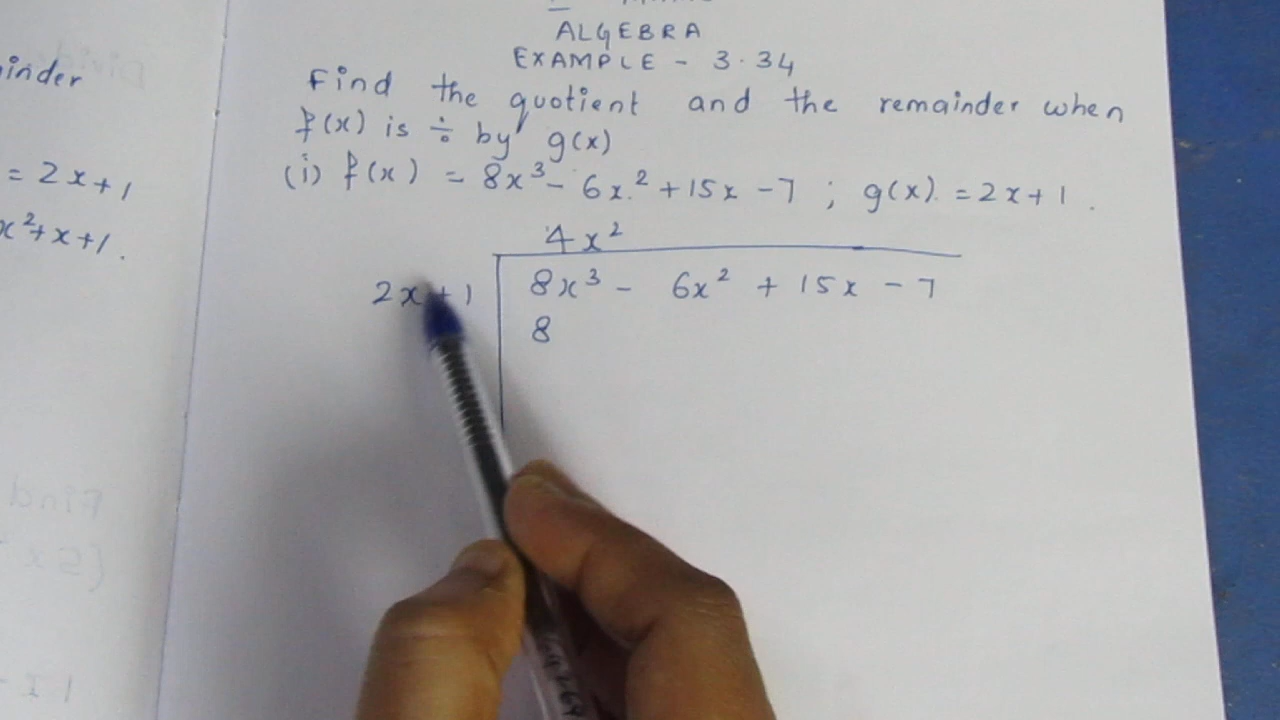 inder
= 2x+1
x²+x+1.
ALGEBRA
EXAMPLE - 3.34
Find the quotient and the remainder when
f(x) is ÷ by g(x)
(i) f(x) = 8x³ - 6x² + 15x - 7 ; g(x) = 2x+1.
4x²
2x+1 8x³ - 6x² + 15x - 7
8